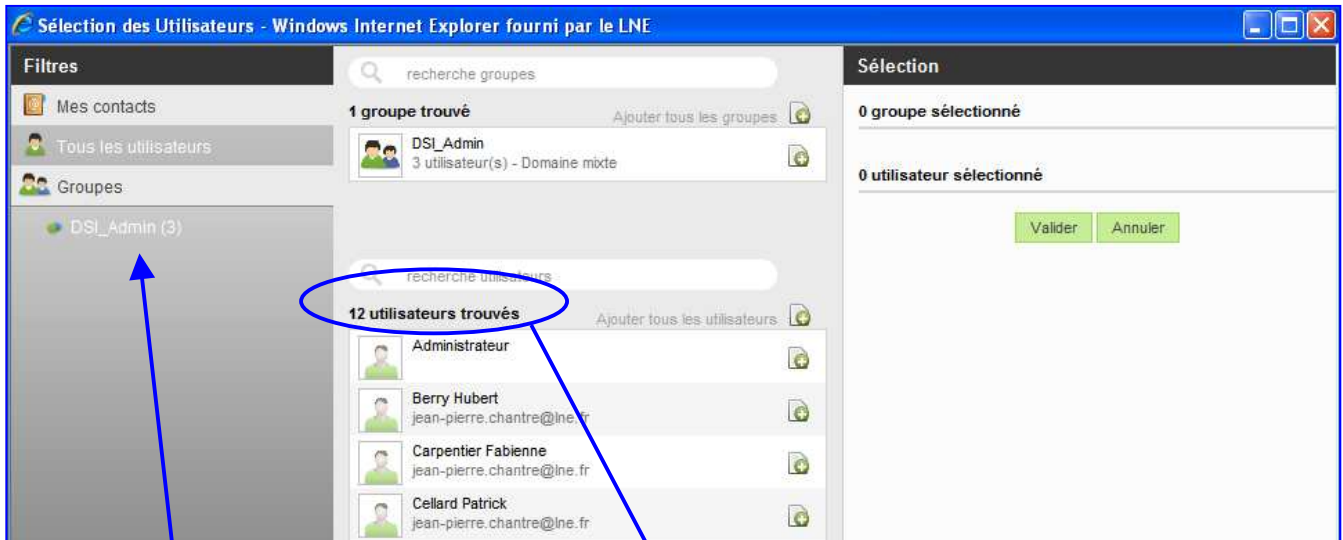 Sélection des Utilisateurs - Windows Internet Explorer fourni par le LNE
Filtres
Mes contacts
Tous les utilisateurs
Groupes
DSI_Admin (3)
recherche groupes
1 groupe trouvé
Ajouter tous les groupes
DSI_Admin
3 utilisateur(s) - Domaine mixte
recherche utilisateurs
12 utilisateurs trouvés
Ajouter tous les utilisateurs
Administrateur
Berry Hubert
jean-pierre.chantre@lne.fr
Carpentier Fabienne
jean-pierre.chantre@lne.fr
Cellard Patrick
jean-pierre.chantre@lne.fr
Sélection
0 groupe sélectionné
0 utilisateur sélectionné
Valider
Annuler